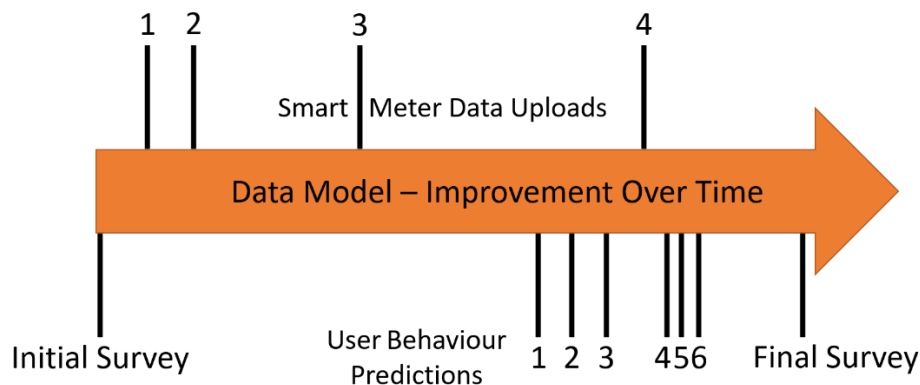 1 2 3 4
Smart Meter Data Uploads
Data Model – Improvement Over Time
Initial Survey
User Behaviour
Predictions
1 2 3 456
Final Survey